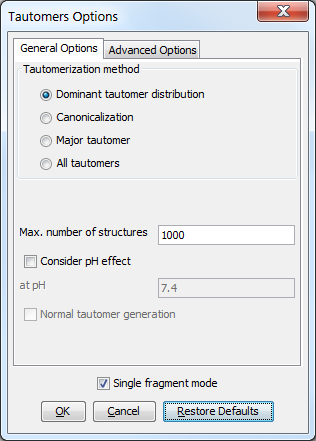 Tautomers Options
General Options Advanced Options
Tautomerization method
Dominant tautomer distribution
Canonicalization
Major tautomer
All tautomers
Max. number of structures 1000
Consider pH effect
at pH 7.4
Normal tautomer generation
Single fragment mode
OK Cancel Restore Defaults